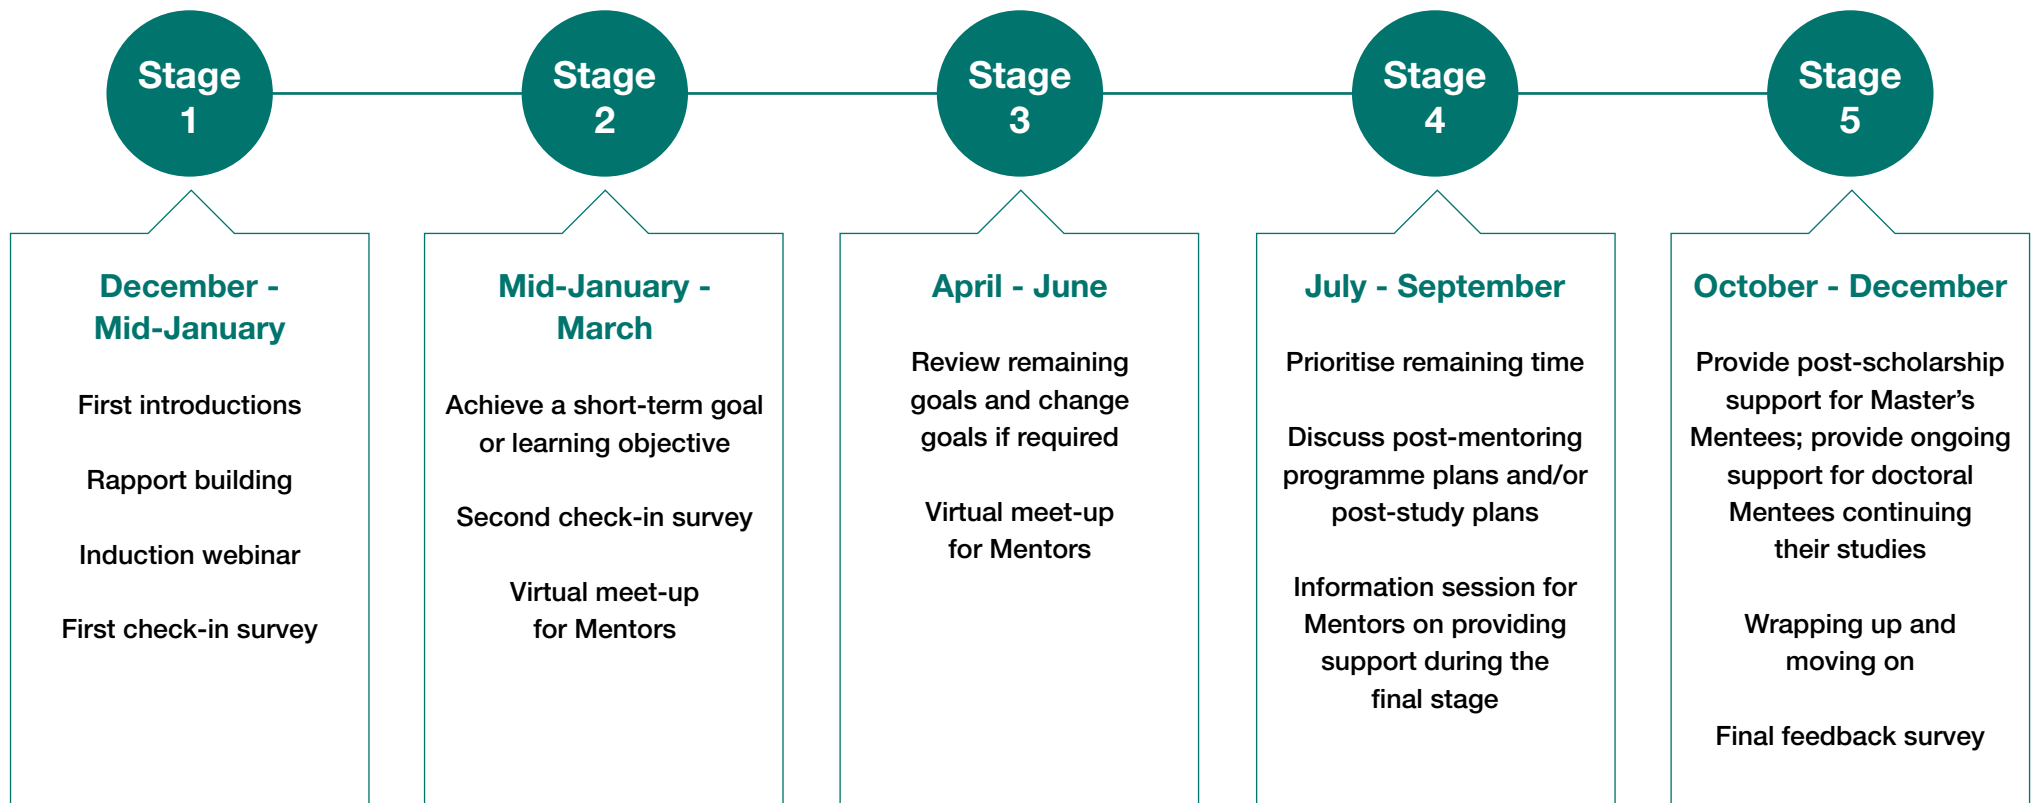 Stage
1
Stage
2
Stage
3
Stage
4
Stage
5
December -
Mid-January
First introductions
Rapport building
Induction webinar
First check-in survey
Mid-January -
March
Achieve a short-term goal
or learning objective
Second check-in survey
Virtual meet-up
for Mentors
April - June
Review remaining
goals and change
goals if required
Virtual meet-up
for Mentors
July - September
Prioritise remaining time
Discuss post-mentoring
programme plans and/or
post-study plans
Information session for
Mentors on providing
support during the
final stage
October - December
Provide post-scholarship
support for Master’s
Mentees; provide ongoing
support for doctoral
Mentees continuing
their studies
Wrapping up and
moving on
Final feedback survey